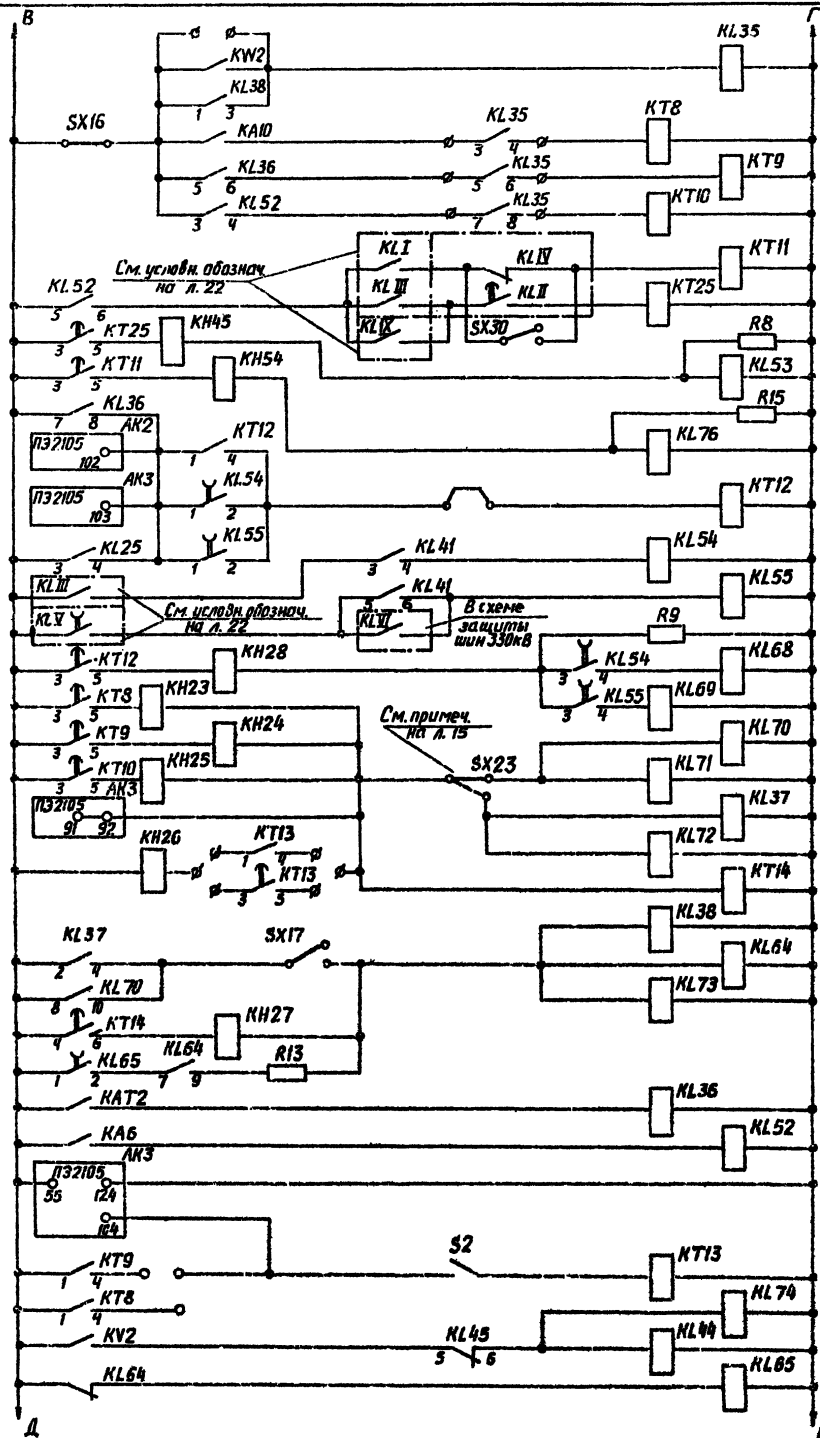 В Г
KW2 KL35
KL38
1 3
SX16 KA10 KL35 KT8
3 4
KL36 KL35 KT9
5 6 5 6
KL52 KL35 KT10
3 4 7 8
KL I KL IV KT11
См. условн. обознач.
на л. 22
KL52 KL III KL II KT25
5 6
KL IX SX30
KT25 KH45 R8
3 5
KT11 KH54 KL53
3 5
KL36 R15
7 8
AK2 KT12 KL76
ПЭ2105
102 1 4
AK3 KL54 KT12
ПЭ2105
103 1 2
KL55
1 2
KL25 KL41 KL54
3 4 3 4
KL III KL41 KL55
5 6
См. условн. обознач.
на л. 22
KL V KL VI
В схеме
защиты
шин 330кВ
R9
KT12 KH28 KL54 KL68
3 5 3 4
KT8 KH23 KL55 KL69
3 5 3 4
KT9 KH24 KL70
3 5
См. примеч.
на л. 15
KT10 KH25 SX23 KL71
3 5
AK3
ПЭ2105 KL37
91 92
KH26 KT13 KL72
1 4
KT13 KT14
3 3
KL38
KL37 SX17 KL64
2 4
KL70 KL73
8 10
KT14 KH27
4 6
KL65 KL64 R13
1 2 7 9
KAT2 KL36
KA6 KL52
AK3
ПЭ2105
55 124
104
KT9 S2 KT13
1 4
KT8 KL74
1 4
KV2 KL45 KL44
5 6
KL64 KL65
Д